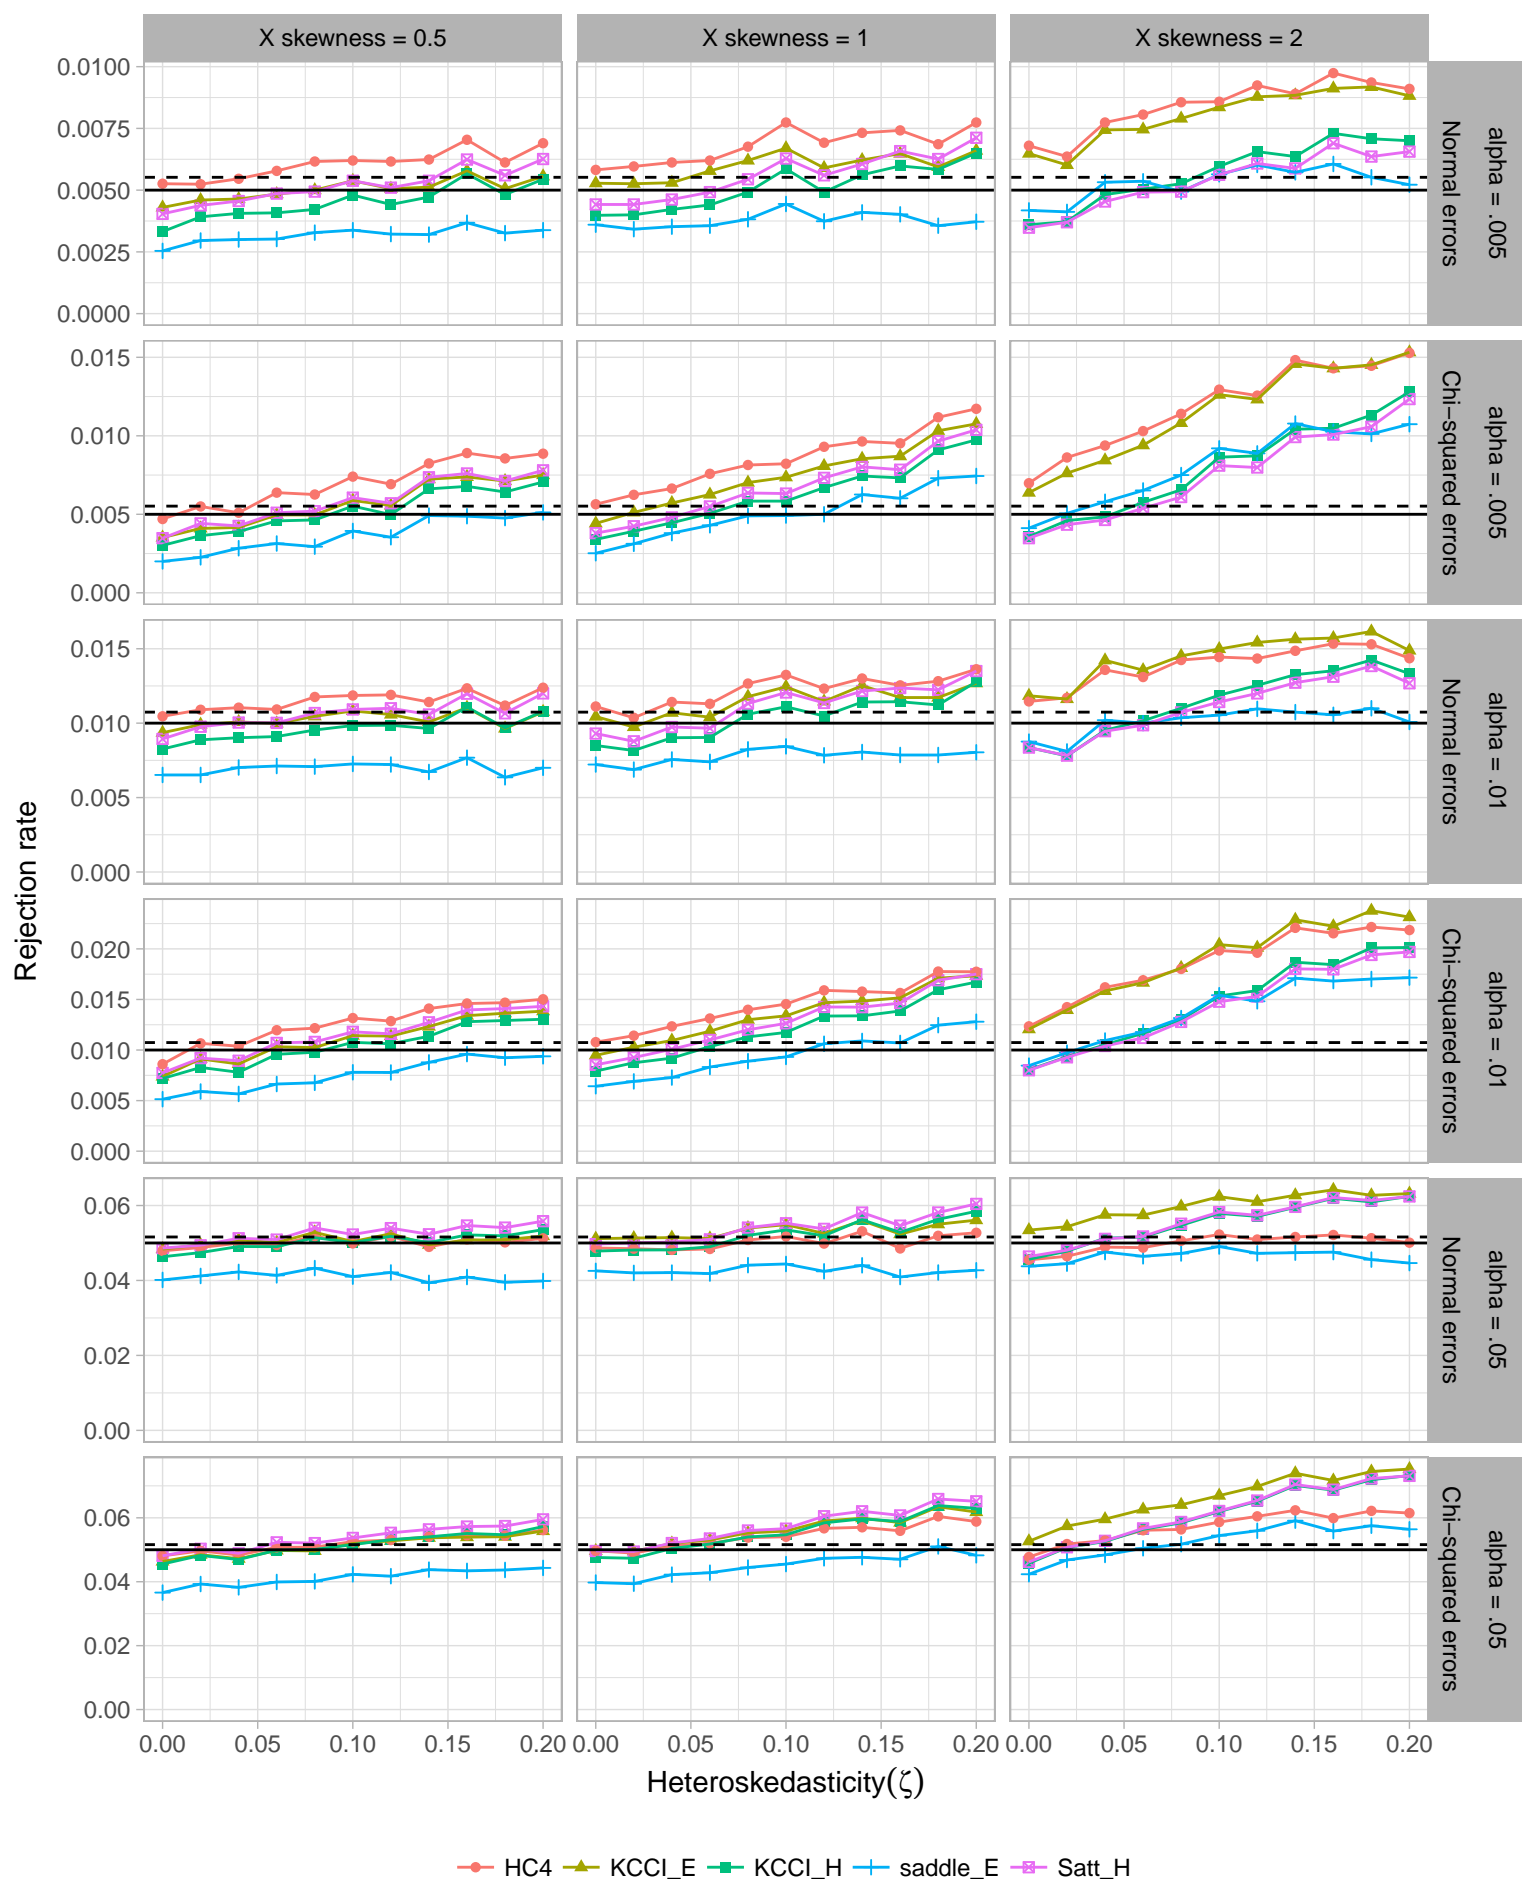 X skewness = 0.5
X skewness = 1
X skewness = 2
Rejection rate
0.0100
0.0075
0.0050
0.0025
0.0000
alpha = .005
Normal errors
0.015
0.010
0.005
0.000
alpha = .005
Chi−squared errors
0.015
0.010
0.005
0.000
alpha = .01
Normal errors
0.020
0.015
0.010
0.005
0.000
alpha = .01
Chi−squared errors
0.06
0.04
0.02
0.00
alpha = .05
Normal errors
0.06
0.04
0.02
0.00
alpha = .05
Chi−squared errors
0.00 0.05 0.10 0.15 0.20
0.00 0.05 0.10 0.15 0.20
0.00 0.05 0.10 0.15 0.20
Heteroskedasticity(ζ)
HC4 KCCI_E KCCI_H saddle_E Satt_H